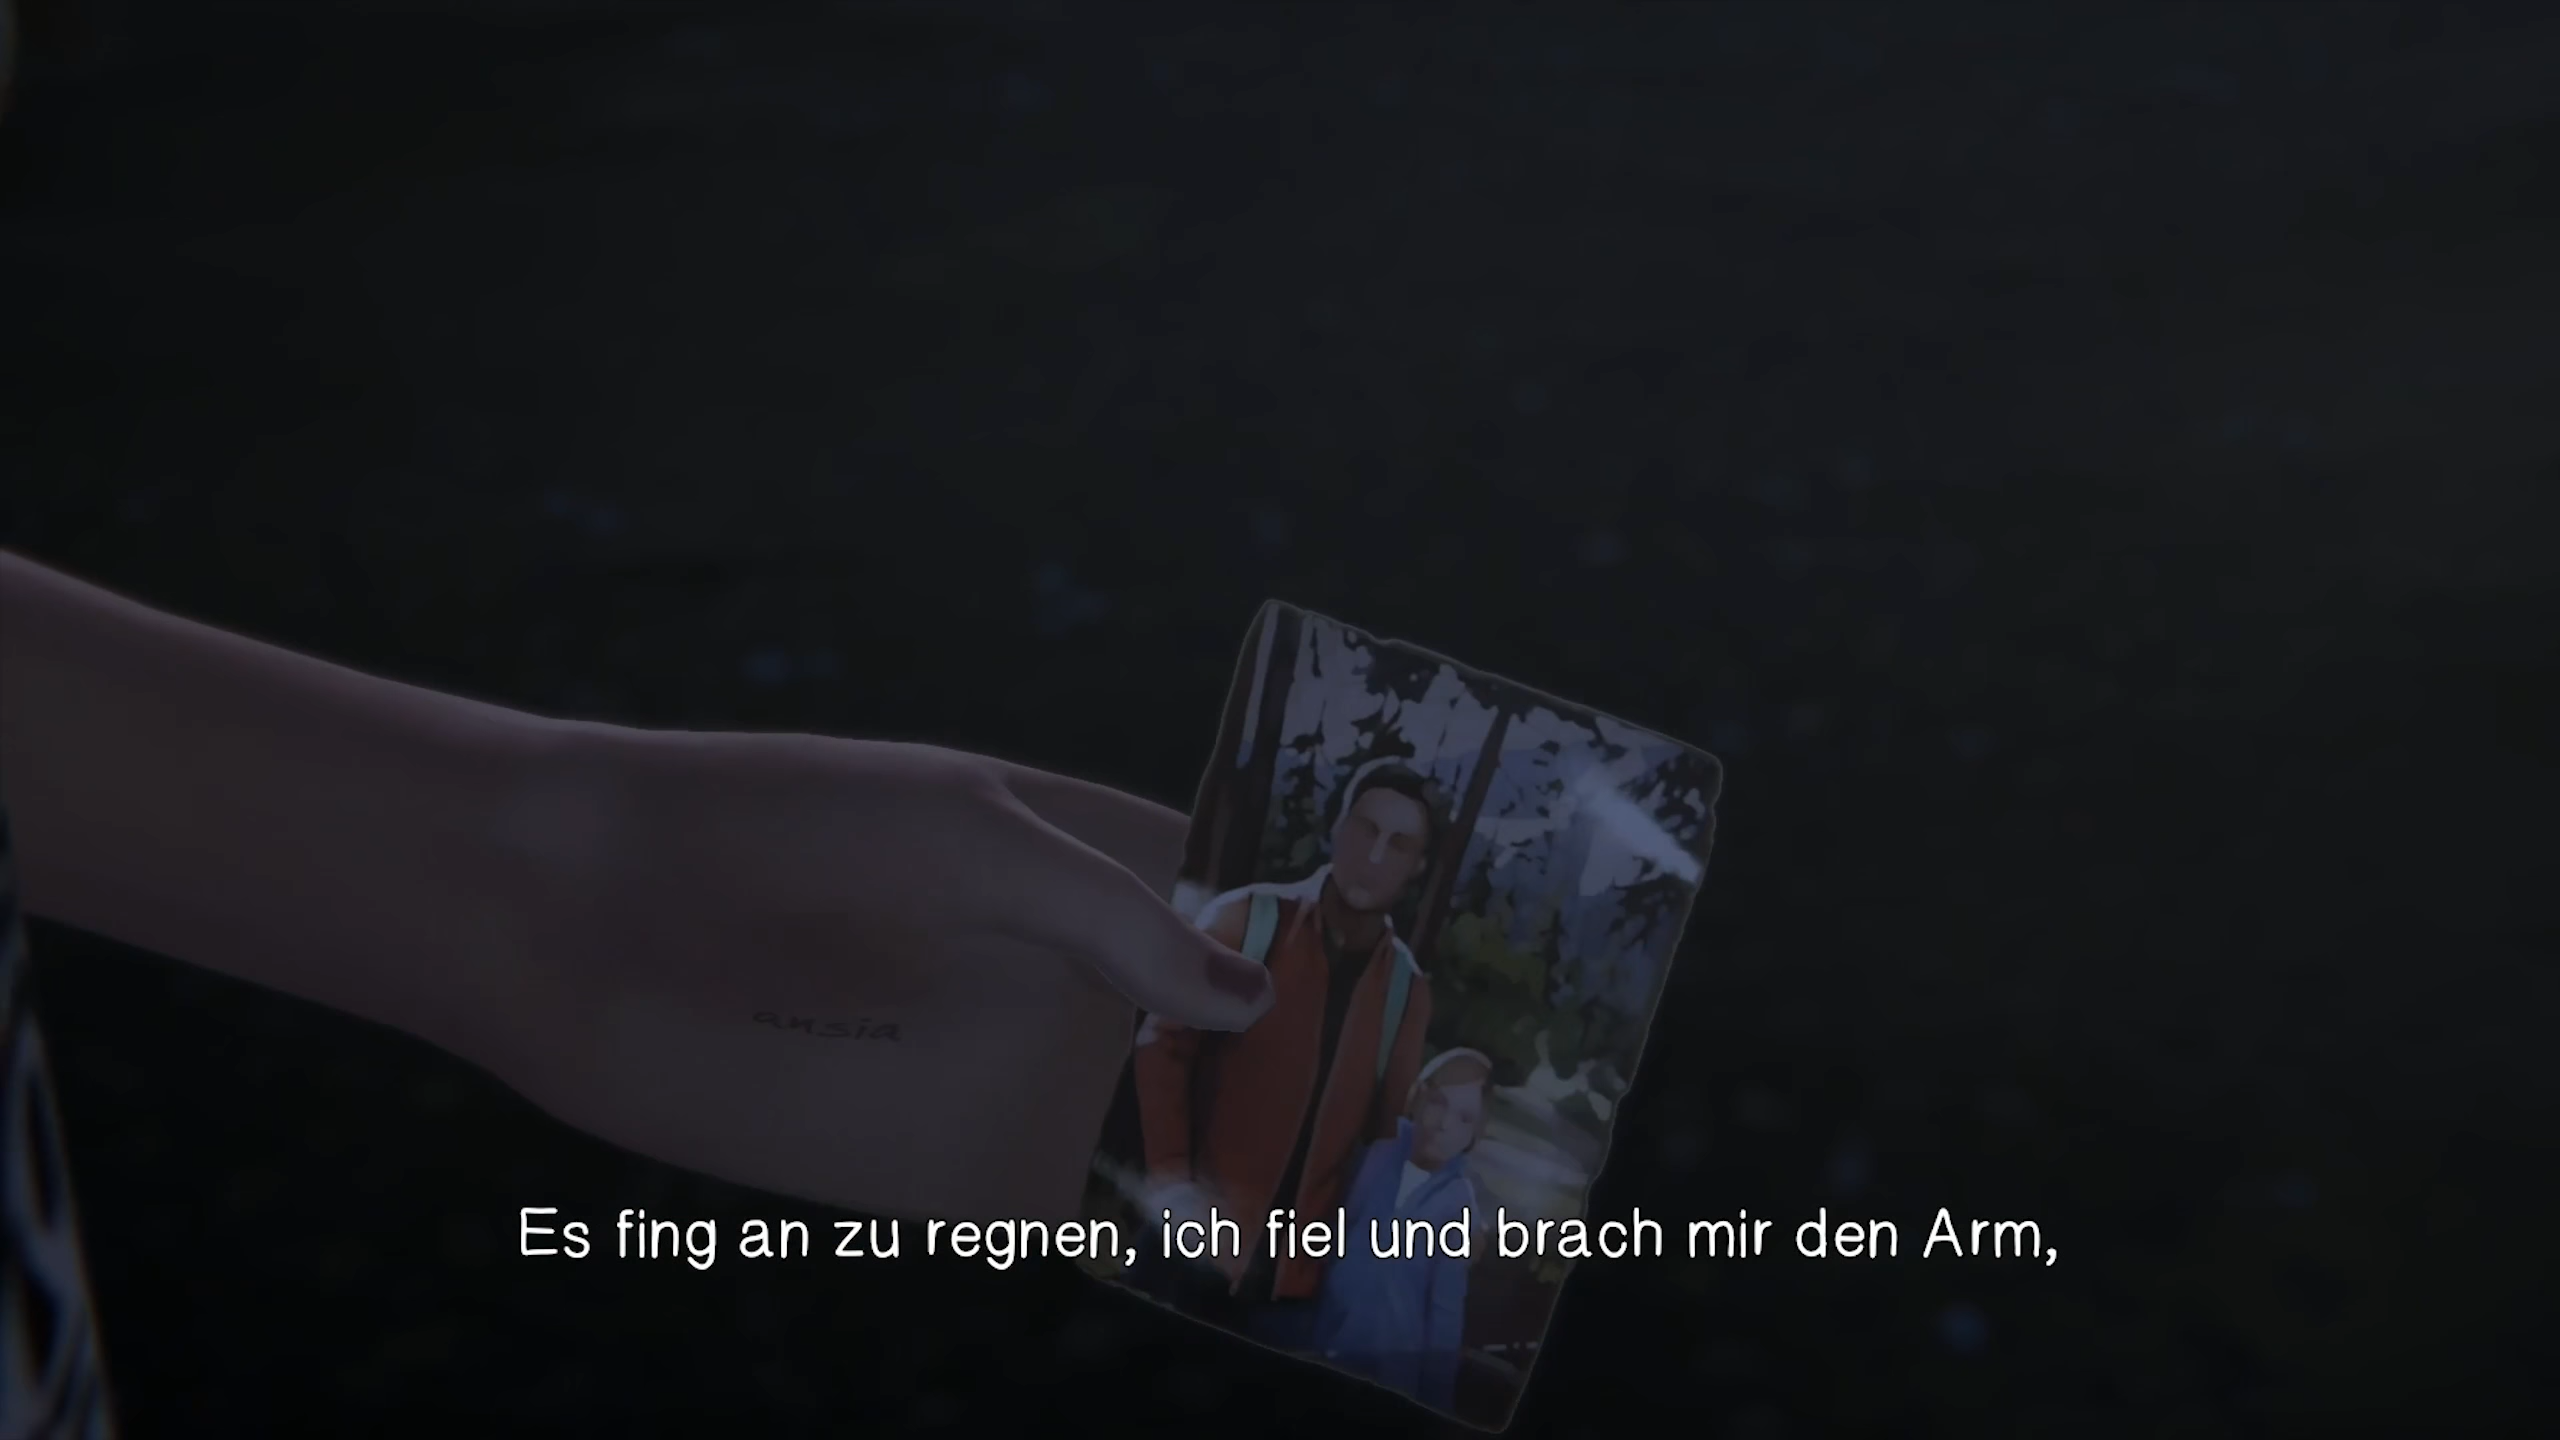 ansia
Es fing an zu regnen, ich fiel und brach mir den Arm,